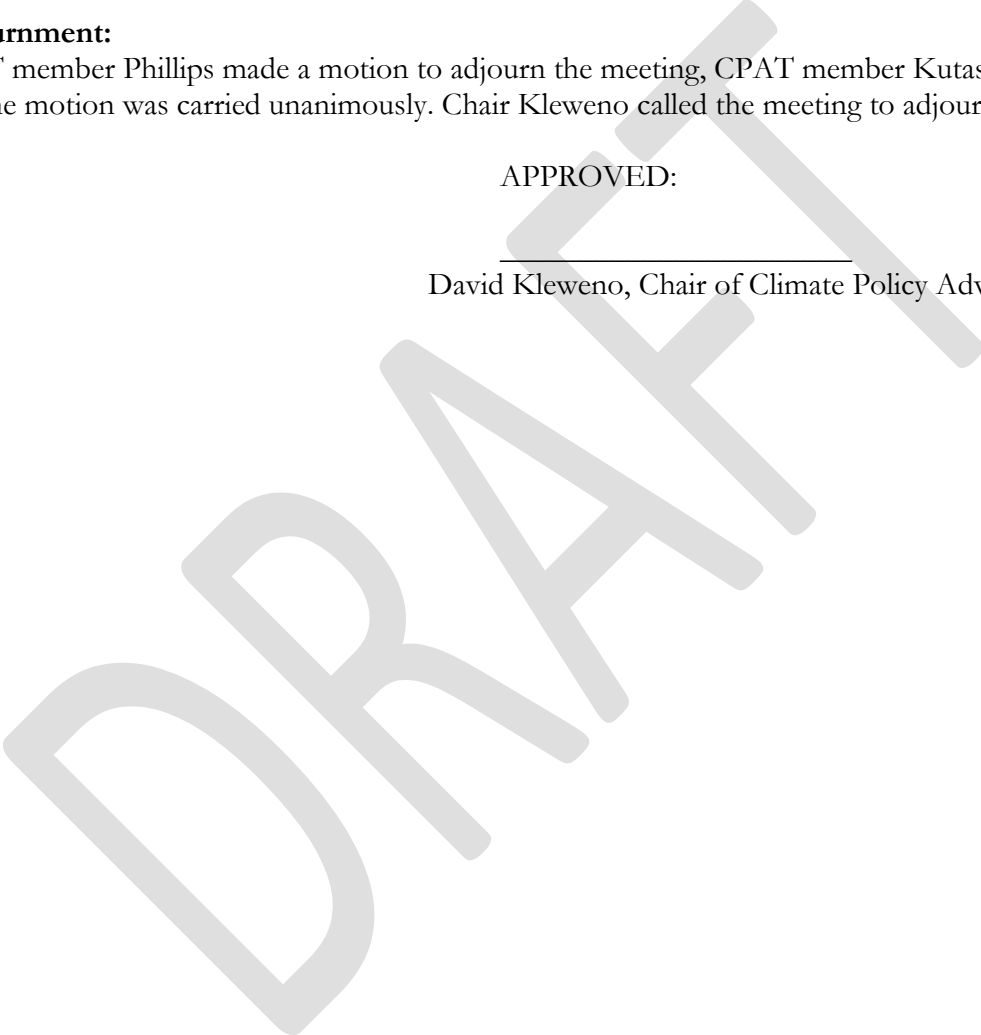 urnment:
member Phillips made a motion to adjourn the meeting, CPAT member Kutas
ne motion was carried unanimously. Chair Kleweno called the meeting to adjour
APPROVED:
David Kleweno, Chair of Climate Policy Adv
DRAFT